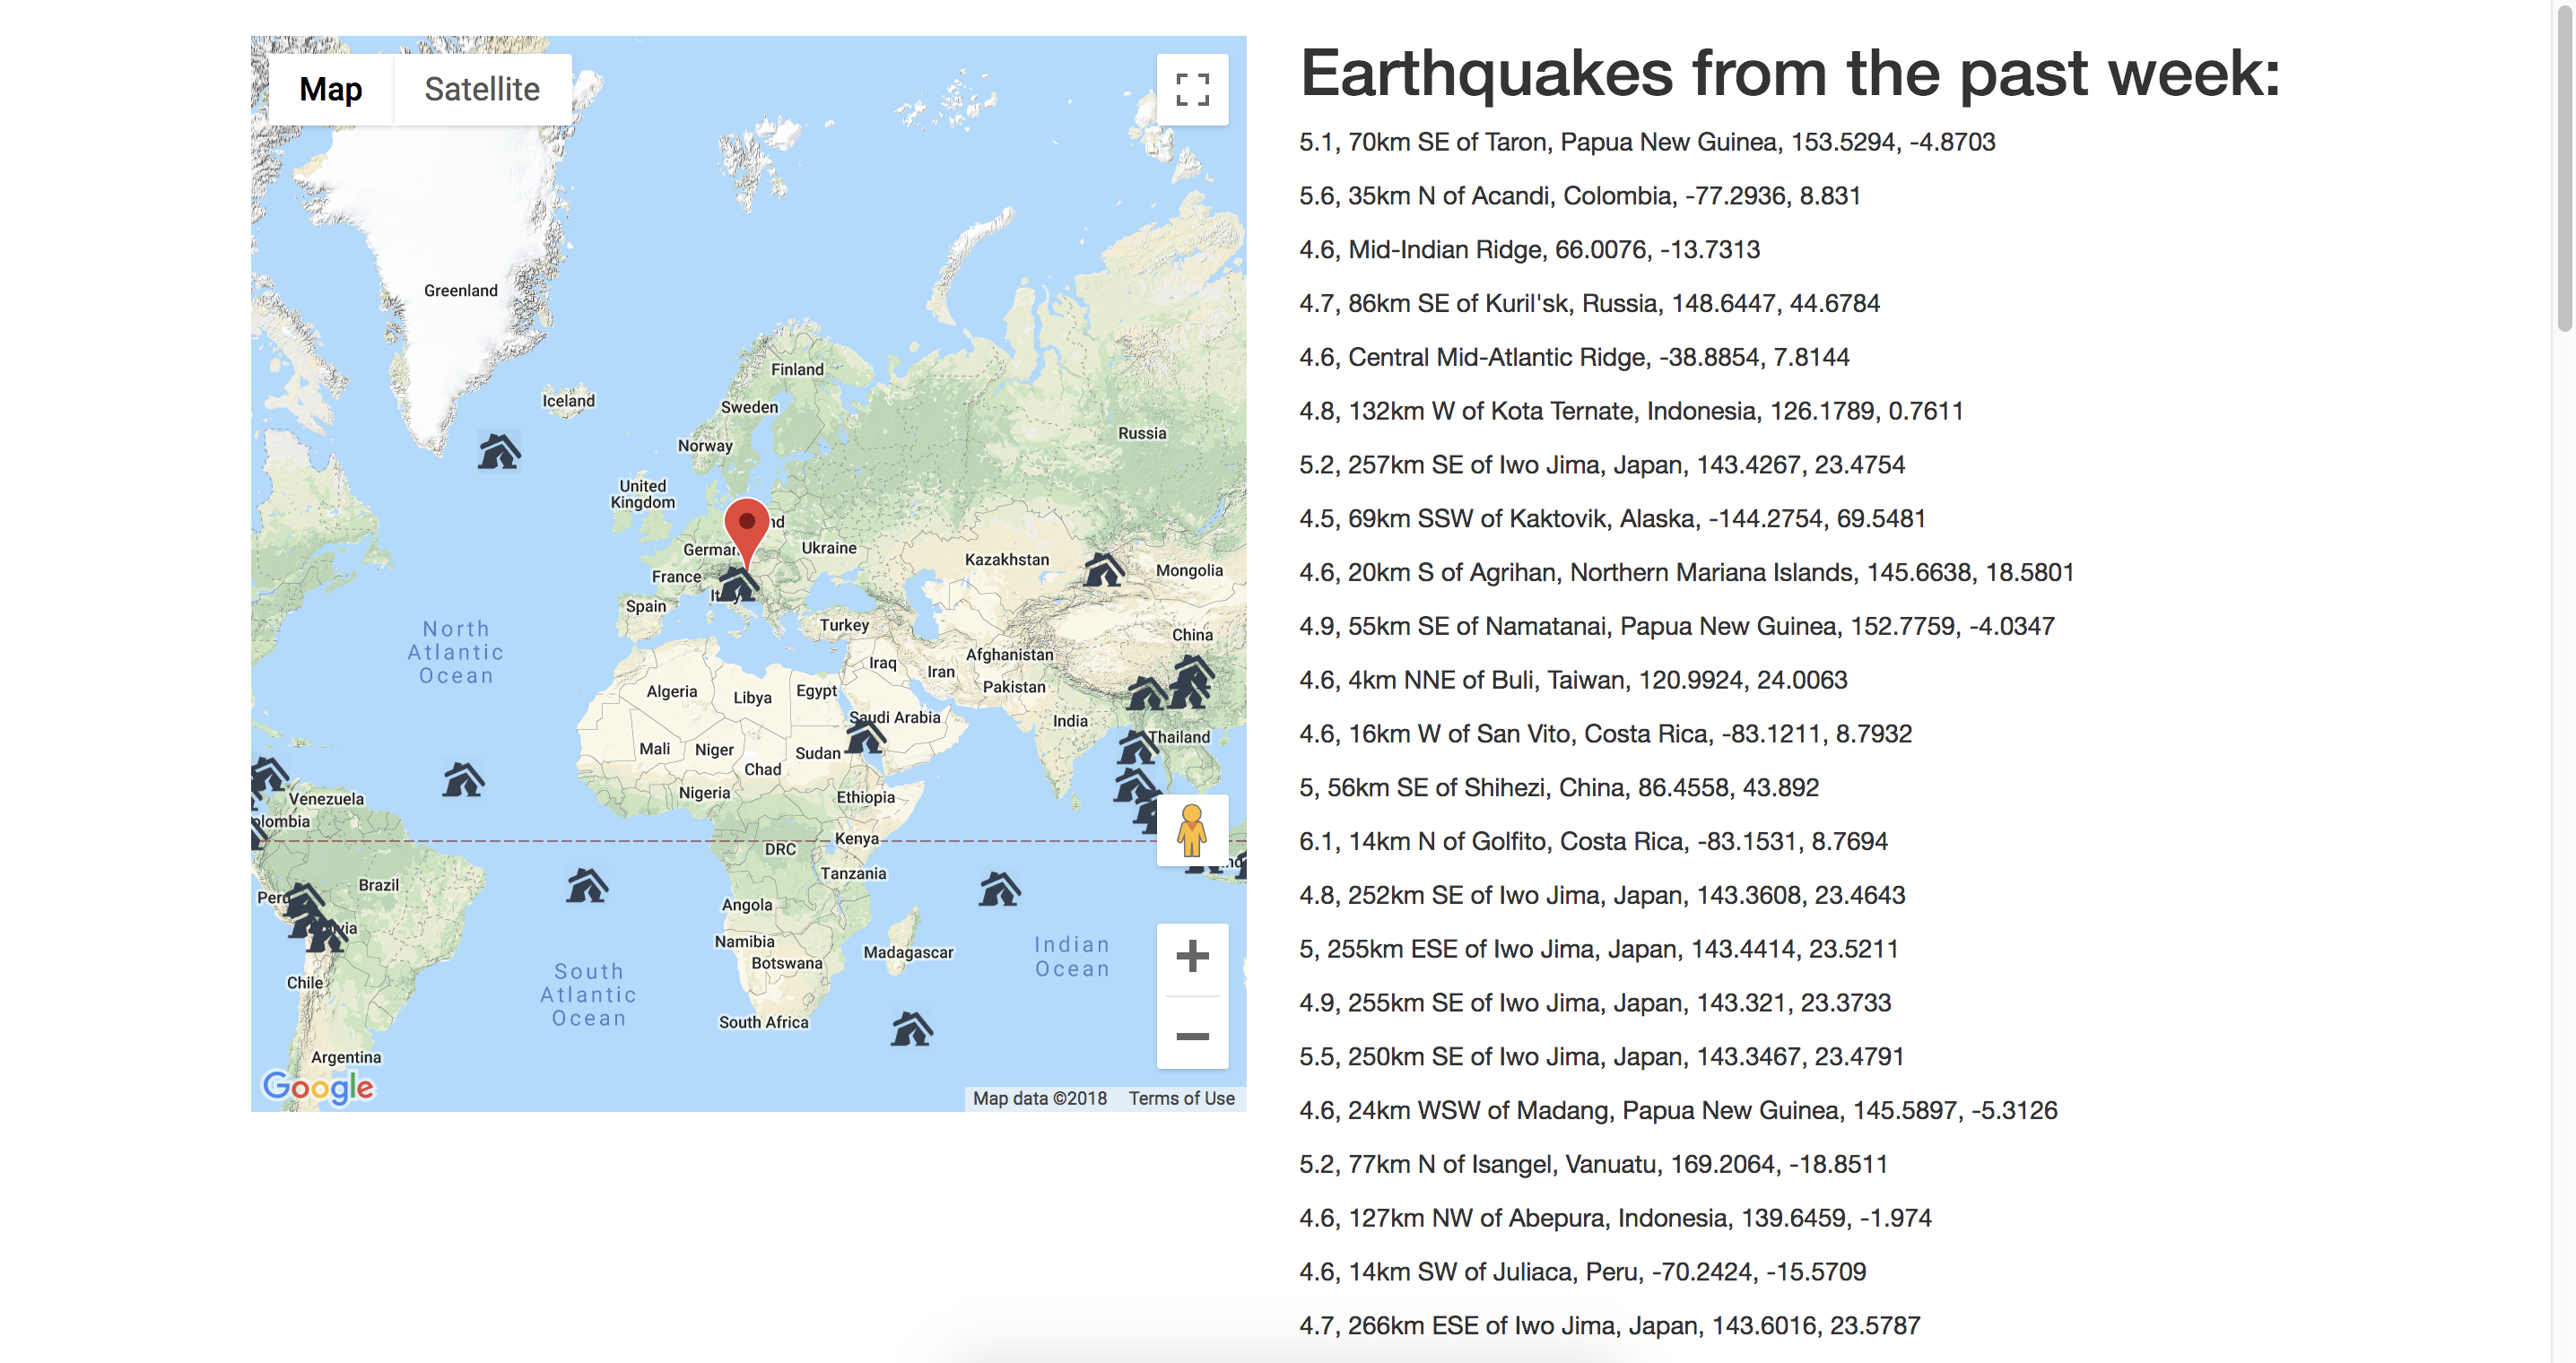 Map
Satellite
Greenland
Iceland
Finland
Sweden
Norway
Russia
United
Kingdom
nd
German
Ukraine
Kazakhstan
Mongolia
France
Spain
Turkey
China
North
Atlantic
Ocean
Iraq
Iran
Afghanistan
Pakistan
Algeria
Libya
Egypt
Saudi Arabia
India
Mali
Niger
Sudan
Thailand
Chad
Nigeria
Ethiopia
Venezuela
olombia
Kenya
DRC
Tanzania
Brazil
Peru
Angola
via
Namibia
Madagascar
Botswana
Indian
Ocean
Chile
South
Atlantic
Ocean
South Africa
Argentina
Google
Map data ©2018 Terms of Use
Earthquakes from the past week:
5.1, 70km SE of Taron, Papua New Guinea, 153.5294, -4.8703
5.6, 35km N of Acandi, Colombia, -77.2936, 8.831
4.6, Mid-Indian Ridge, 66.0076, -13.7313
4.7, 86km SE of Kuril'sk, Russia, 148.6447, 44.6784
4.6, Central Mid-Atlantic Ridge, -38.8854, 7.8144
4.8, 132km W of Kota Ternate, Indonesia, 126.1789, 0.7611
5.2, 257km SE of Iwo Jima, Japan, 143.4267, 23.4754
4.5, 69km SSW of Kaktovik, Alaska, -144.2754, 69.5481
4.6, 20km S of Agrihan, Northern Mariana Islands, 145.6638, 18.5801
4.9, 55km SE of Namatanai, Papua New Guinea, 152.7759, -4.0347
4.6, 4km NNE of Buli, Taiwan, 120.9924, 24.0063
4.6, 16km W of San Vito, Costa Rica, -83.1211, 8.7932
5, 56km SE of Shihezi, China, 86.4558, 43.892
6.1, 14km N of Golfito, Costa Rica, -83.1531, 8.7694
4.8, 252km SE of Iwo Jima, Japan, 143.3608, 23.4643
5, 255km ESE of Iwo Jima, Japan, 143.4414, 23.5211
4.9, 255km SE of Iwo Jima, Japan, 143.321, 23.3733
5.5, 250km SE of Iwo Jima, Japan, 143.3467, 23.4791
4.6, 24km WSW of Madang, Papua New Guinea, 145.5897, -5.3126
5.2, 77km N of Isangel, Vanuatu, 169.2064, -18.8511
4.6, 127km NW of Abepura, Indonesia, 139.6459, -1.974
4.6, 14km SW of Juliaca, Peru, -70.2424, -15.5709
4.7, 266km ESE of Iwo Jima, Japan, 143.6016, 23.5787